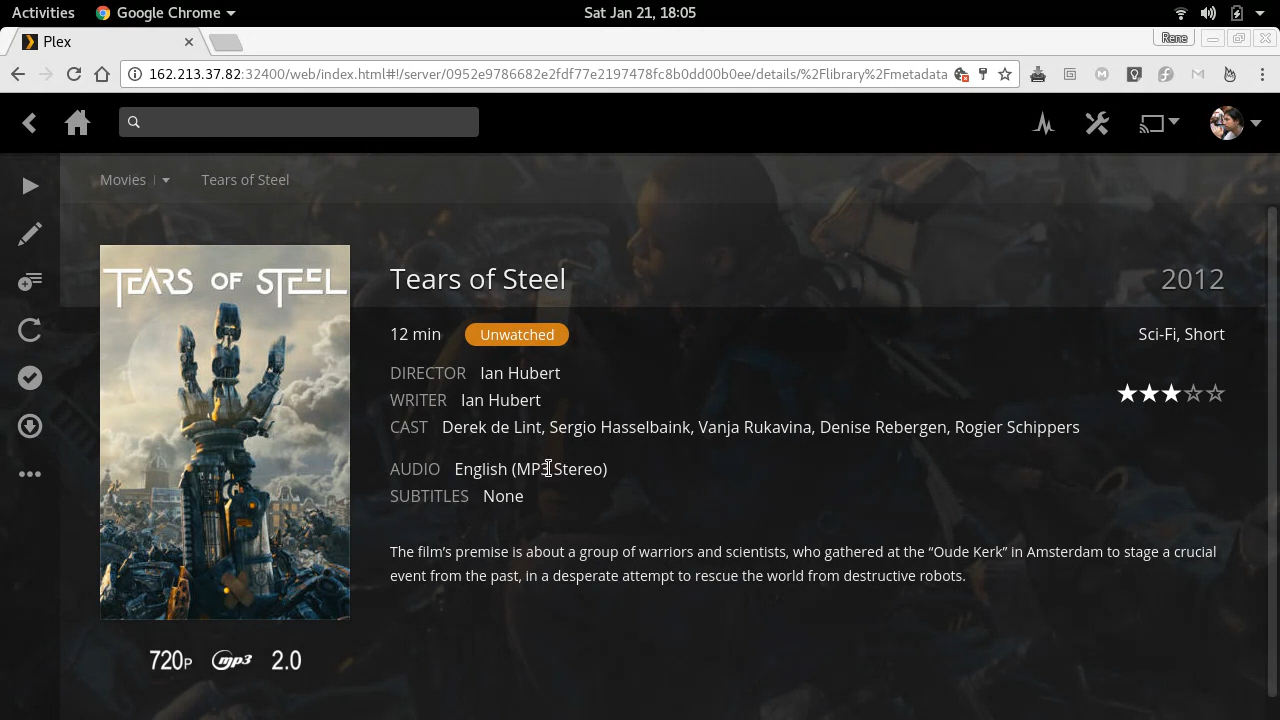 Activities Google Chrome Sat Jan 21, 18:05
Plex Rene
162.213.37.82:32400/web/index.html#!/server/0952e9786682e2fdf77e2197478fc8b0dd00b0ee/details/%2Flibrary%2Fmetadata
Movies Tears of Steel
TEARS OF STEEL
Tears of Steel 2012
12 min Unwatched Sci-Fi, Short
DIRECTOR Ian Hubert
WRITER Ian Hubert
CAST Derek de Lint, Sergio Hasselbaink, Vanja Rukavina, Denise Rebergen, Rogier Schippers
AUDIO English (MP3 Stereo)
SUBTITLES None
The film’s premise is about a group of warriors and scientists, who gathered at the “Oude Kerk” in Amsterdam to stage a crucial
event from the past, in a desperate attempt to rescue the world from destructive robots.
720P mp3 2.0